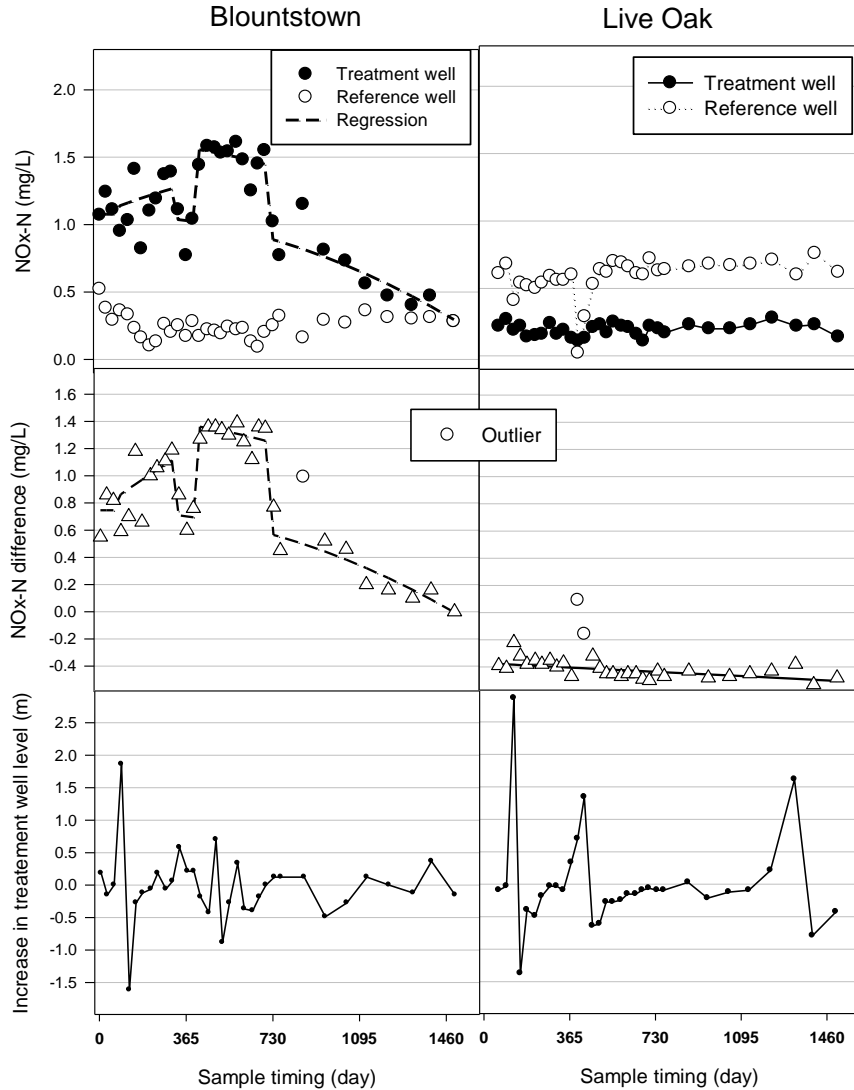 Blountstown
Live Oak
NOx-N (mg/L)
2.0
1.5
1.0
0.5
0.0
Treatment well
Reference well
Regression
Treatment well
Reference well
NOx-N difference (mg/L)
1.6
1.4
1.2
1.0
0.8
0.6
0.4
0.2
0.0
-0.2
-0.4
Outlier
Increase in treatement well level (m)
2.5
2.0
1.5
1.0
0.5
0.0
-0.5
-1.0
-1.5
0
365
730
1095
1460
0
365
730
1095
1460
Sample timing (day)
Sample timing (day)